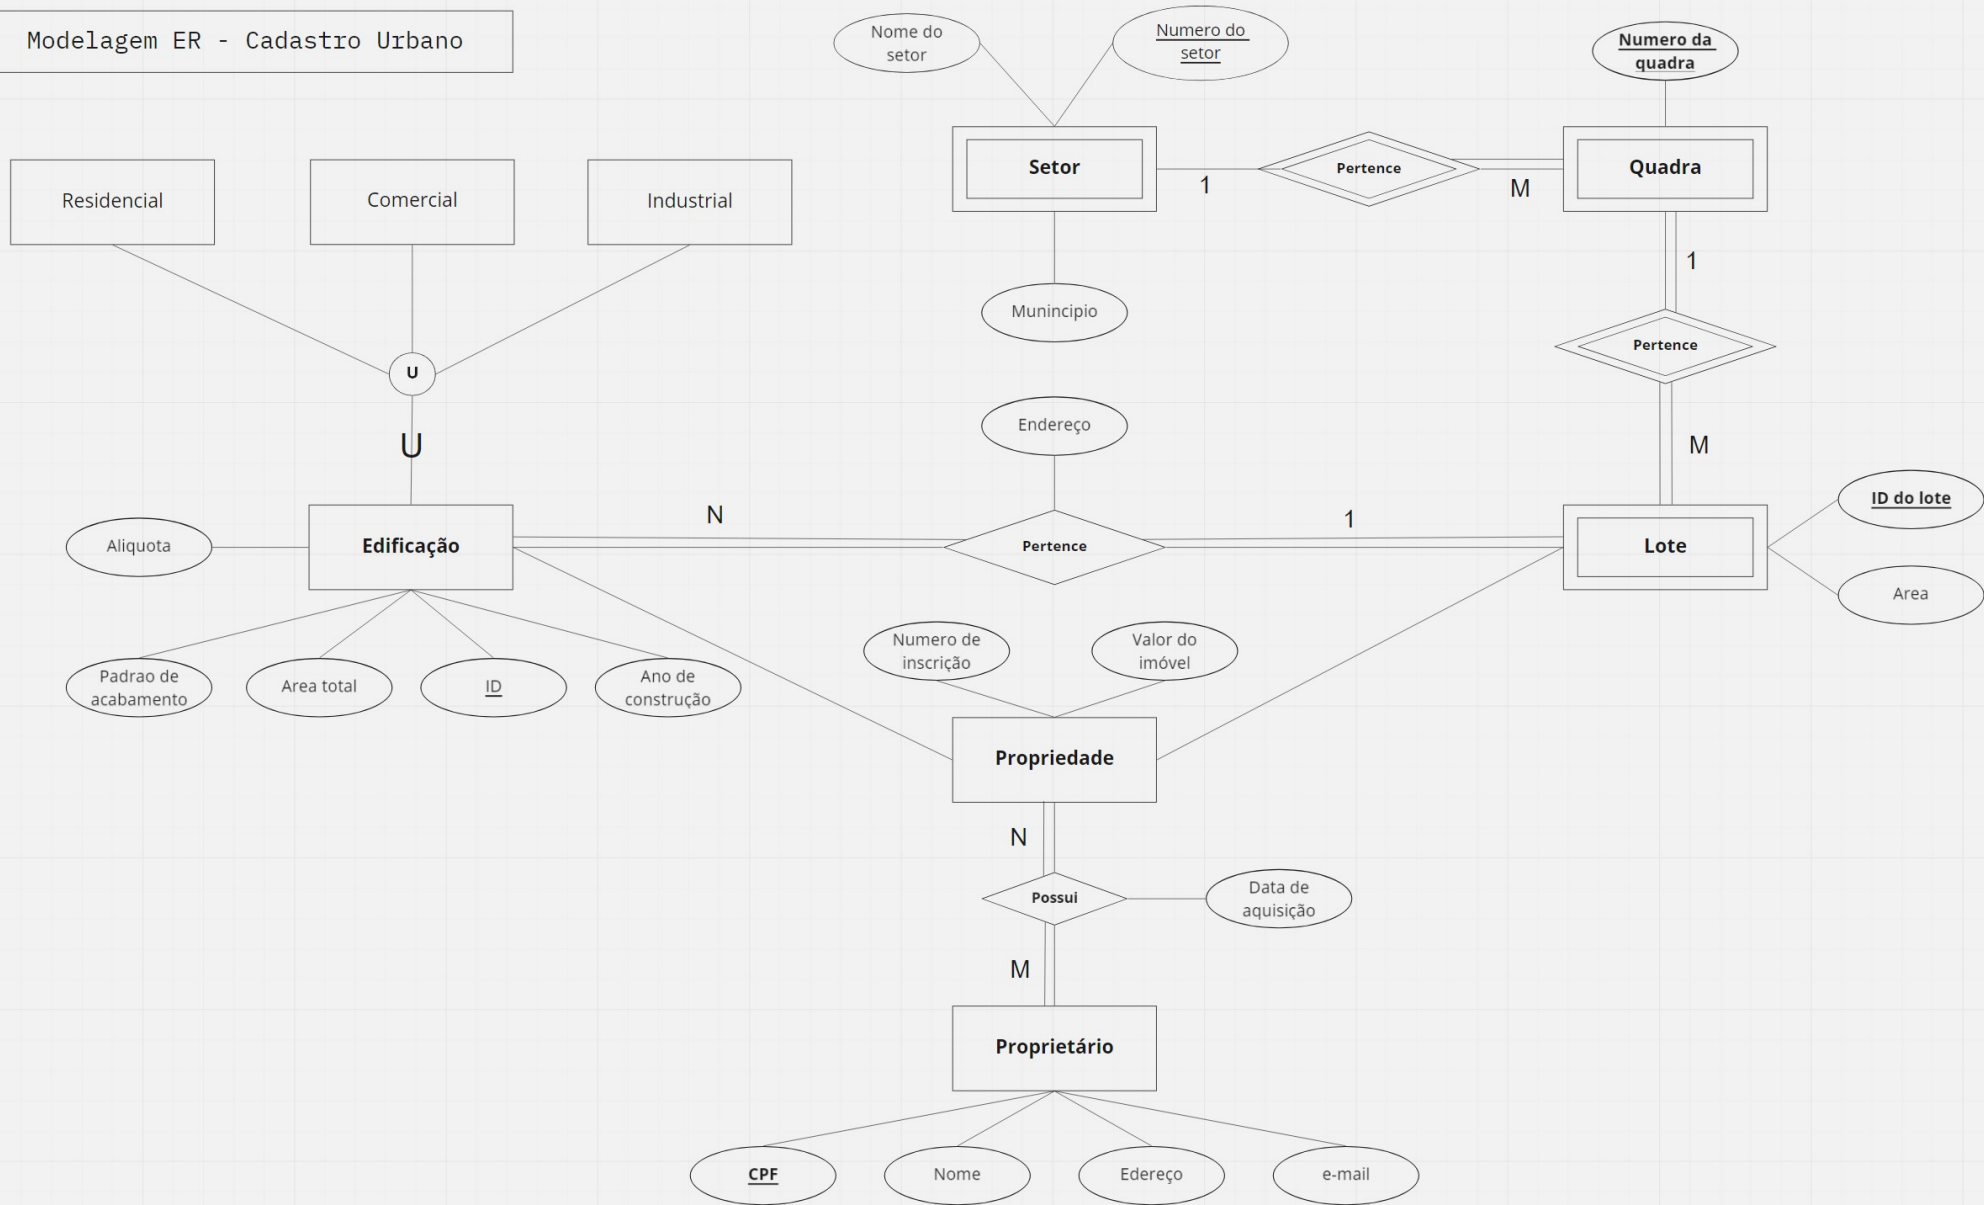 Modelagem ER - Cadastro Urbano
Nome do
setor
Numero do
setor
Numero da
quadra
Residencial
Comercial
Industrial
Setor
1
Pertence
M
Quadra
1
Munincipio
Pertence
U
U
M
Endereço
N
1
Aliquota
Edificação
Pertence
Lote
ID do lote
Area
Padrao de
acabamento
Area total
ID
Ano de
construção
Numero de
inscrição
Valor do
imóvel
Propriedade
N
Possui
Data de
aquisição
M
Proprietário
CPF
Nome
Edereço
e-mail